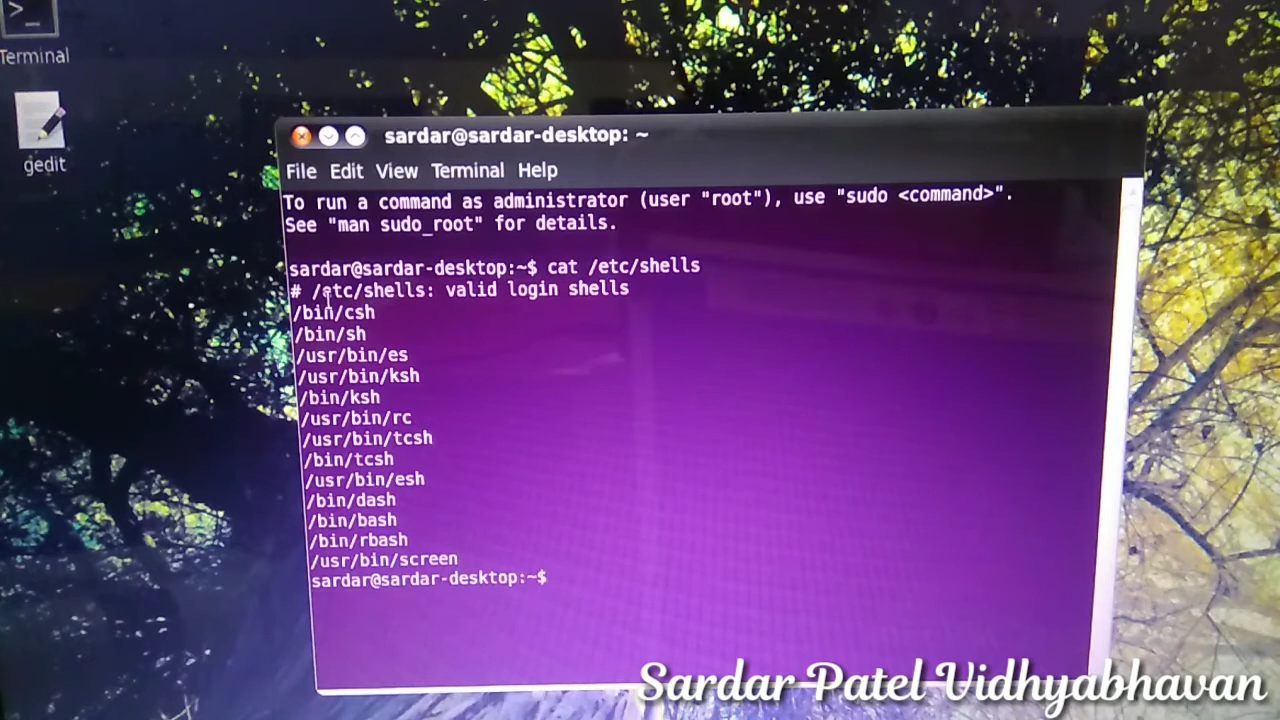 Terminal
gedit
sardar@sardar-desktop: ~
File Edit View Terminal Help
To run a command as administrator (user "root"), use "sudo <command>".
See "man sudo_root" for details.
sardar@sardar-desktop:~$ cat /etc/shells
# /etc/shells: valid login shells
/bin/csh
/bin/sh
/usr/bin/es
/usr/bin/ksh
/bin/ksh
/usr/bin/rc
/usr/bin/tcsh
/bin/tcsh
/usr/bin/esh
/bin/dash
/bin/bash
/bin/rbash
/usr/bin/screen
sardar@sardar-desktop:~$
Sardar Patel Vidhyabhavan